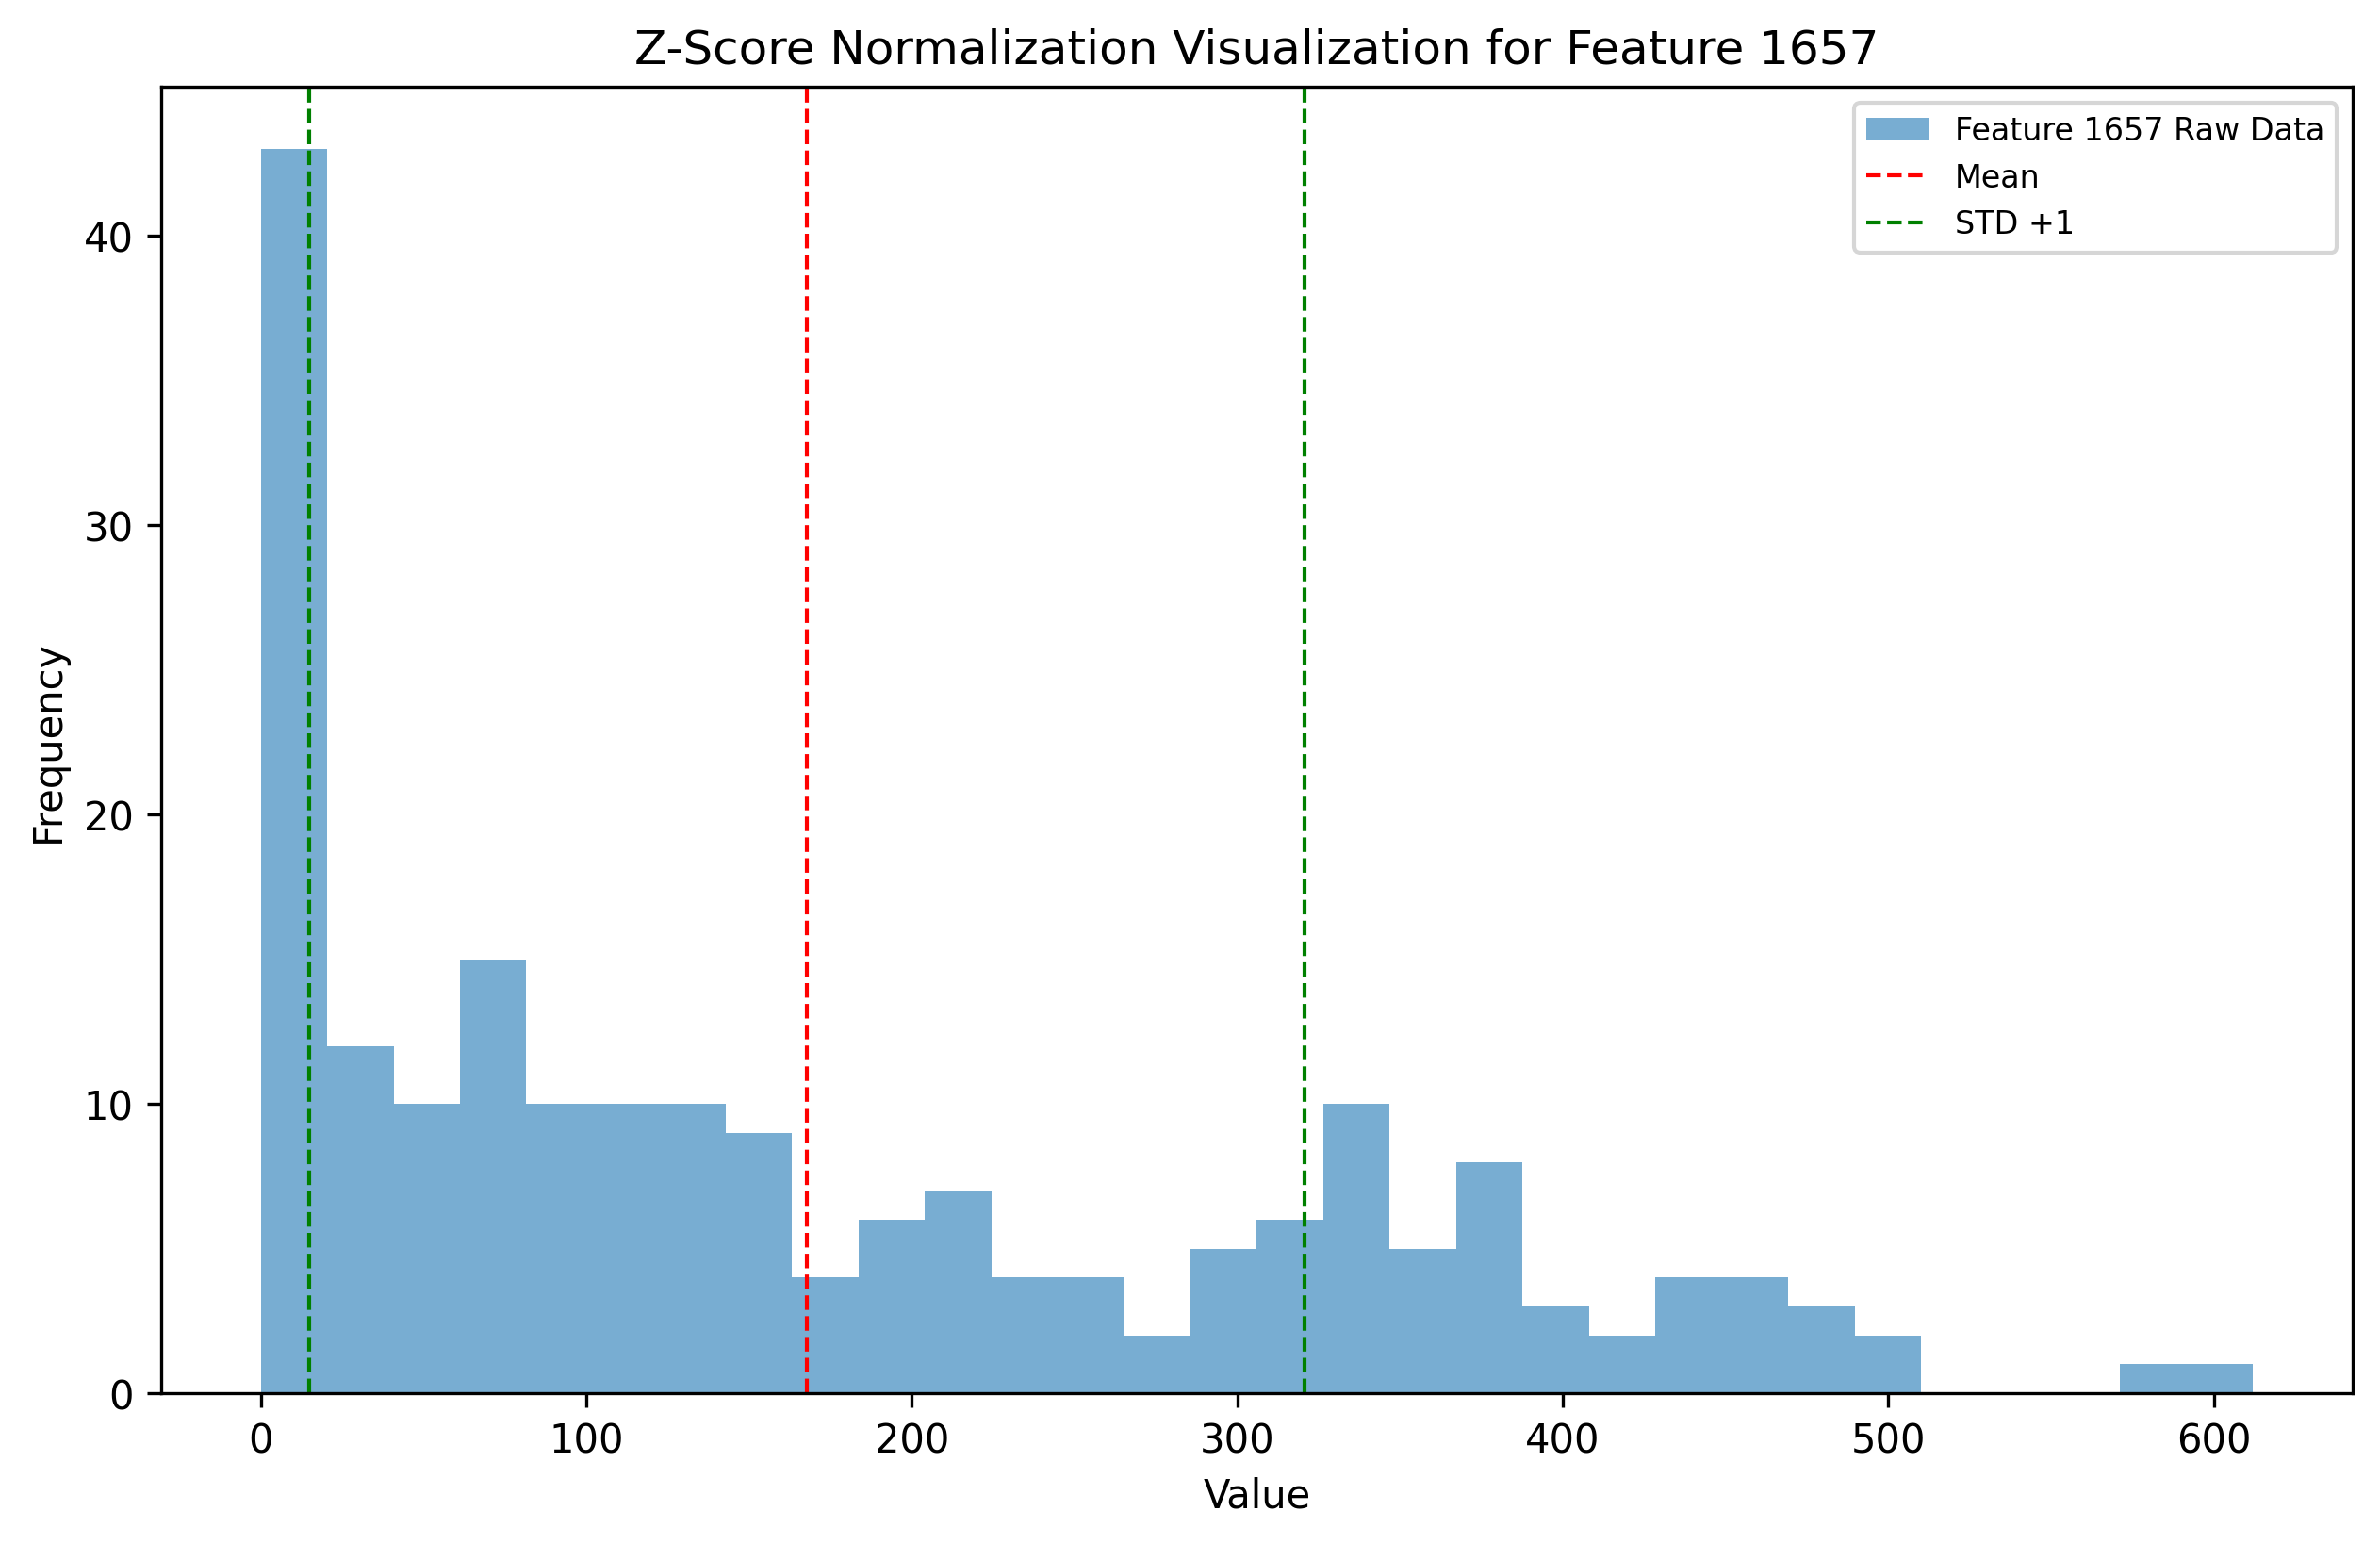 Z-Score Normalization Visualization for Feature 1657
Feature 1657 Raw Data
Mean
STD +1
40
30
20
10
0
Frequency
0 100 200 300 400 500 600
Value